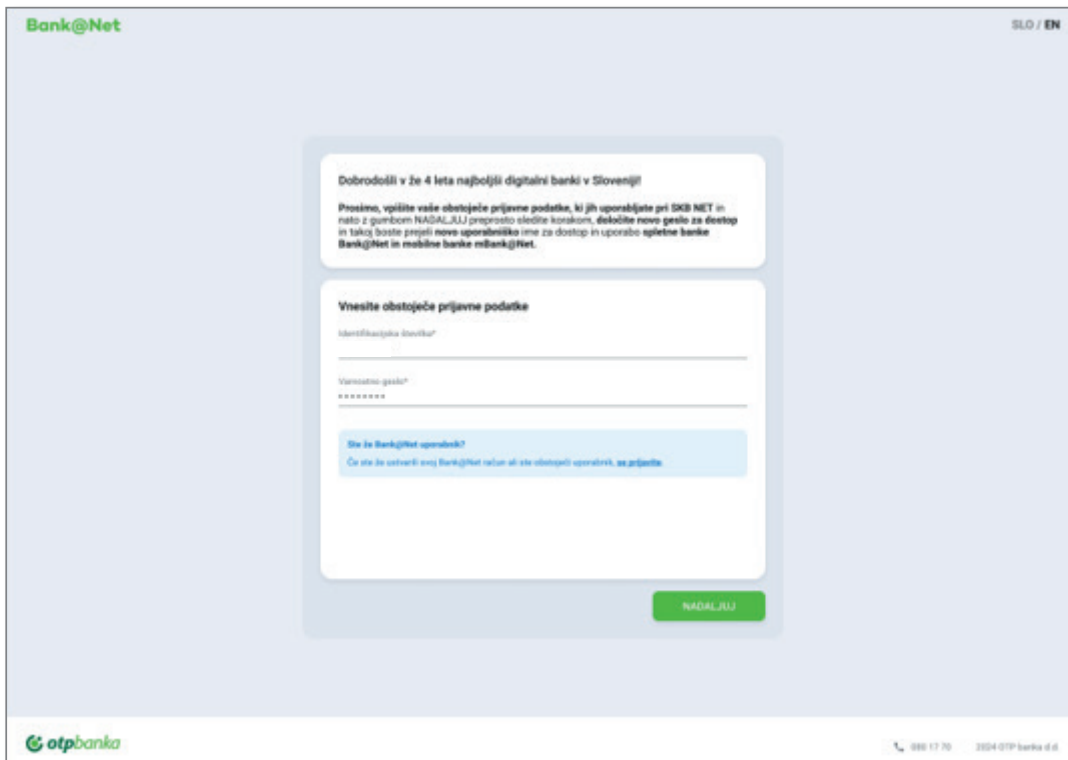 Bank@Net
SLO / EN
Dobrodošli v že 4 leta najboljši digitalni banki v Sloveniji!
Prosimo, vpišite vaše obstoječe prijavne podatke, ki jih uporabljate pri SKB NET in
nato z gumbom NADALJUJ preprosto sledite korakom, določite novo geslo za dostop
in takoj boste prejeli novo uporabniško ime za dostop in uporabo spletne banke
Bank@Net in mobilne banke mBank@Net.
Vnesite obstoječe prijavne podatke
Identifikacijska številka*
Varnostno geslo*
Ste že Bank@Net uporabnik?
Če ste že ustvarili svoj Bank@Net račun ali ste obstoječi uporabnik, se prijavite.
NADALJUJ
otpbanka
080 17 70
2024 OTP banka d.d.